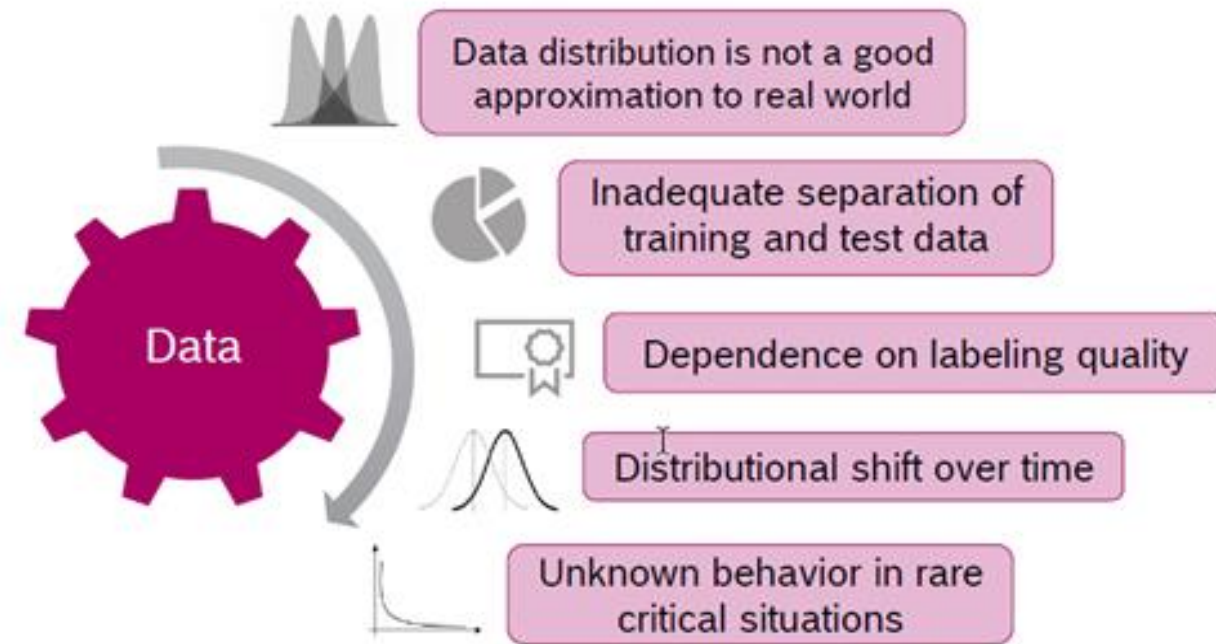 Data distribution is not a good
approximation to real world
Inadequate separation of
training and test data
Data
Dependence on labeling quality
Distributional shift over time
Unknown behavior in rare
critical situations